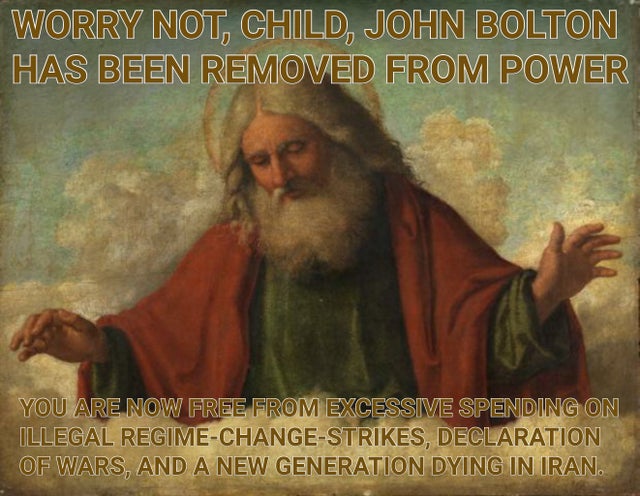 WORRY NOT, CHILD, JOHN BOLTON
HAS BEEN REMOVED FROM POWER
YOU ARE NOW FREE FROM EXCESSIVE SPENDING ON
ILLEGAL REGIME-CHANGE-STRIKES, DECLARATION
OF WARS, AND A NEW GENERATION DYING IN IRAN.